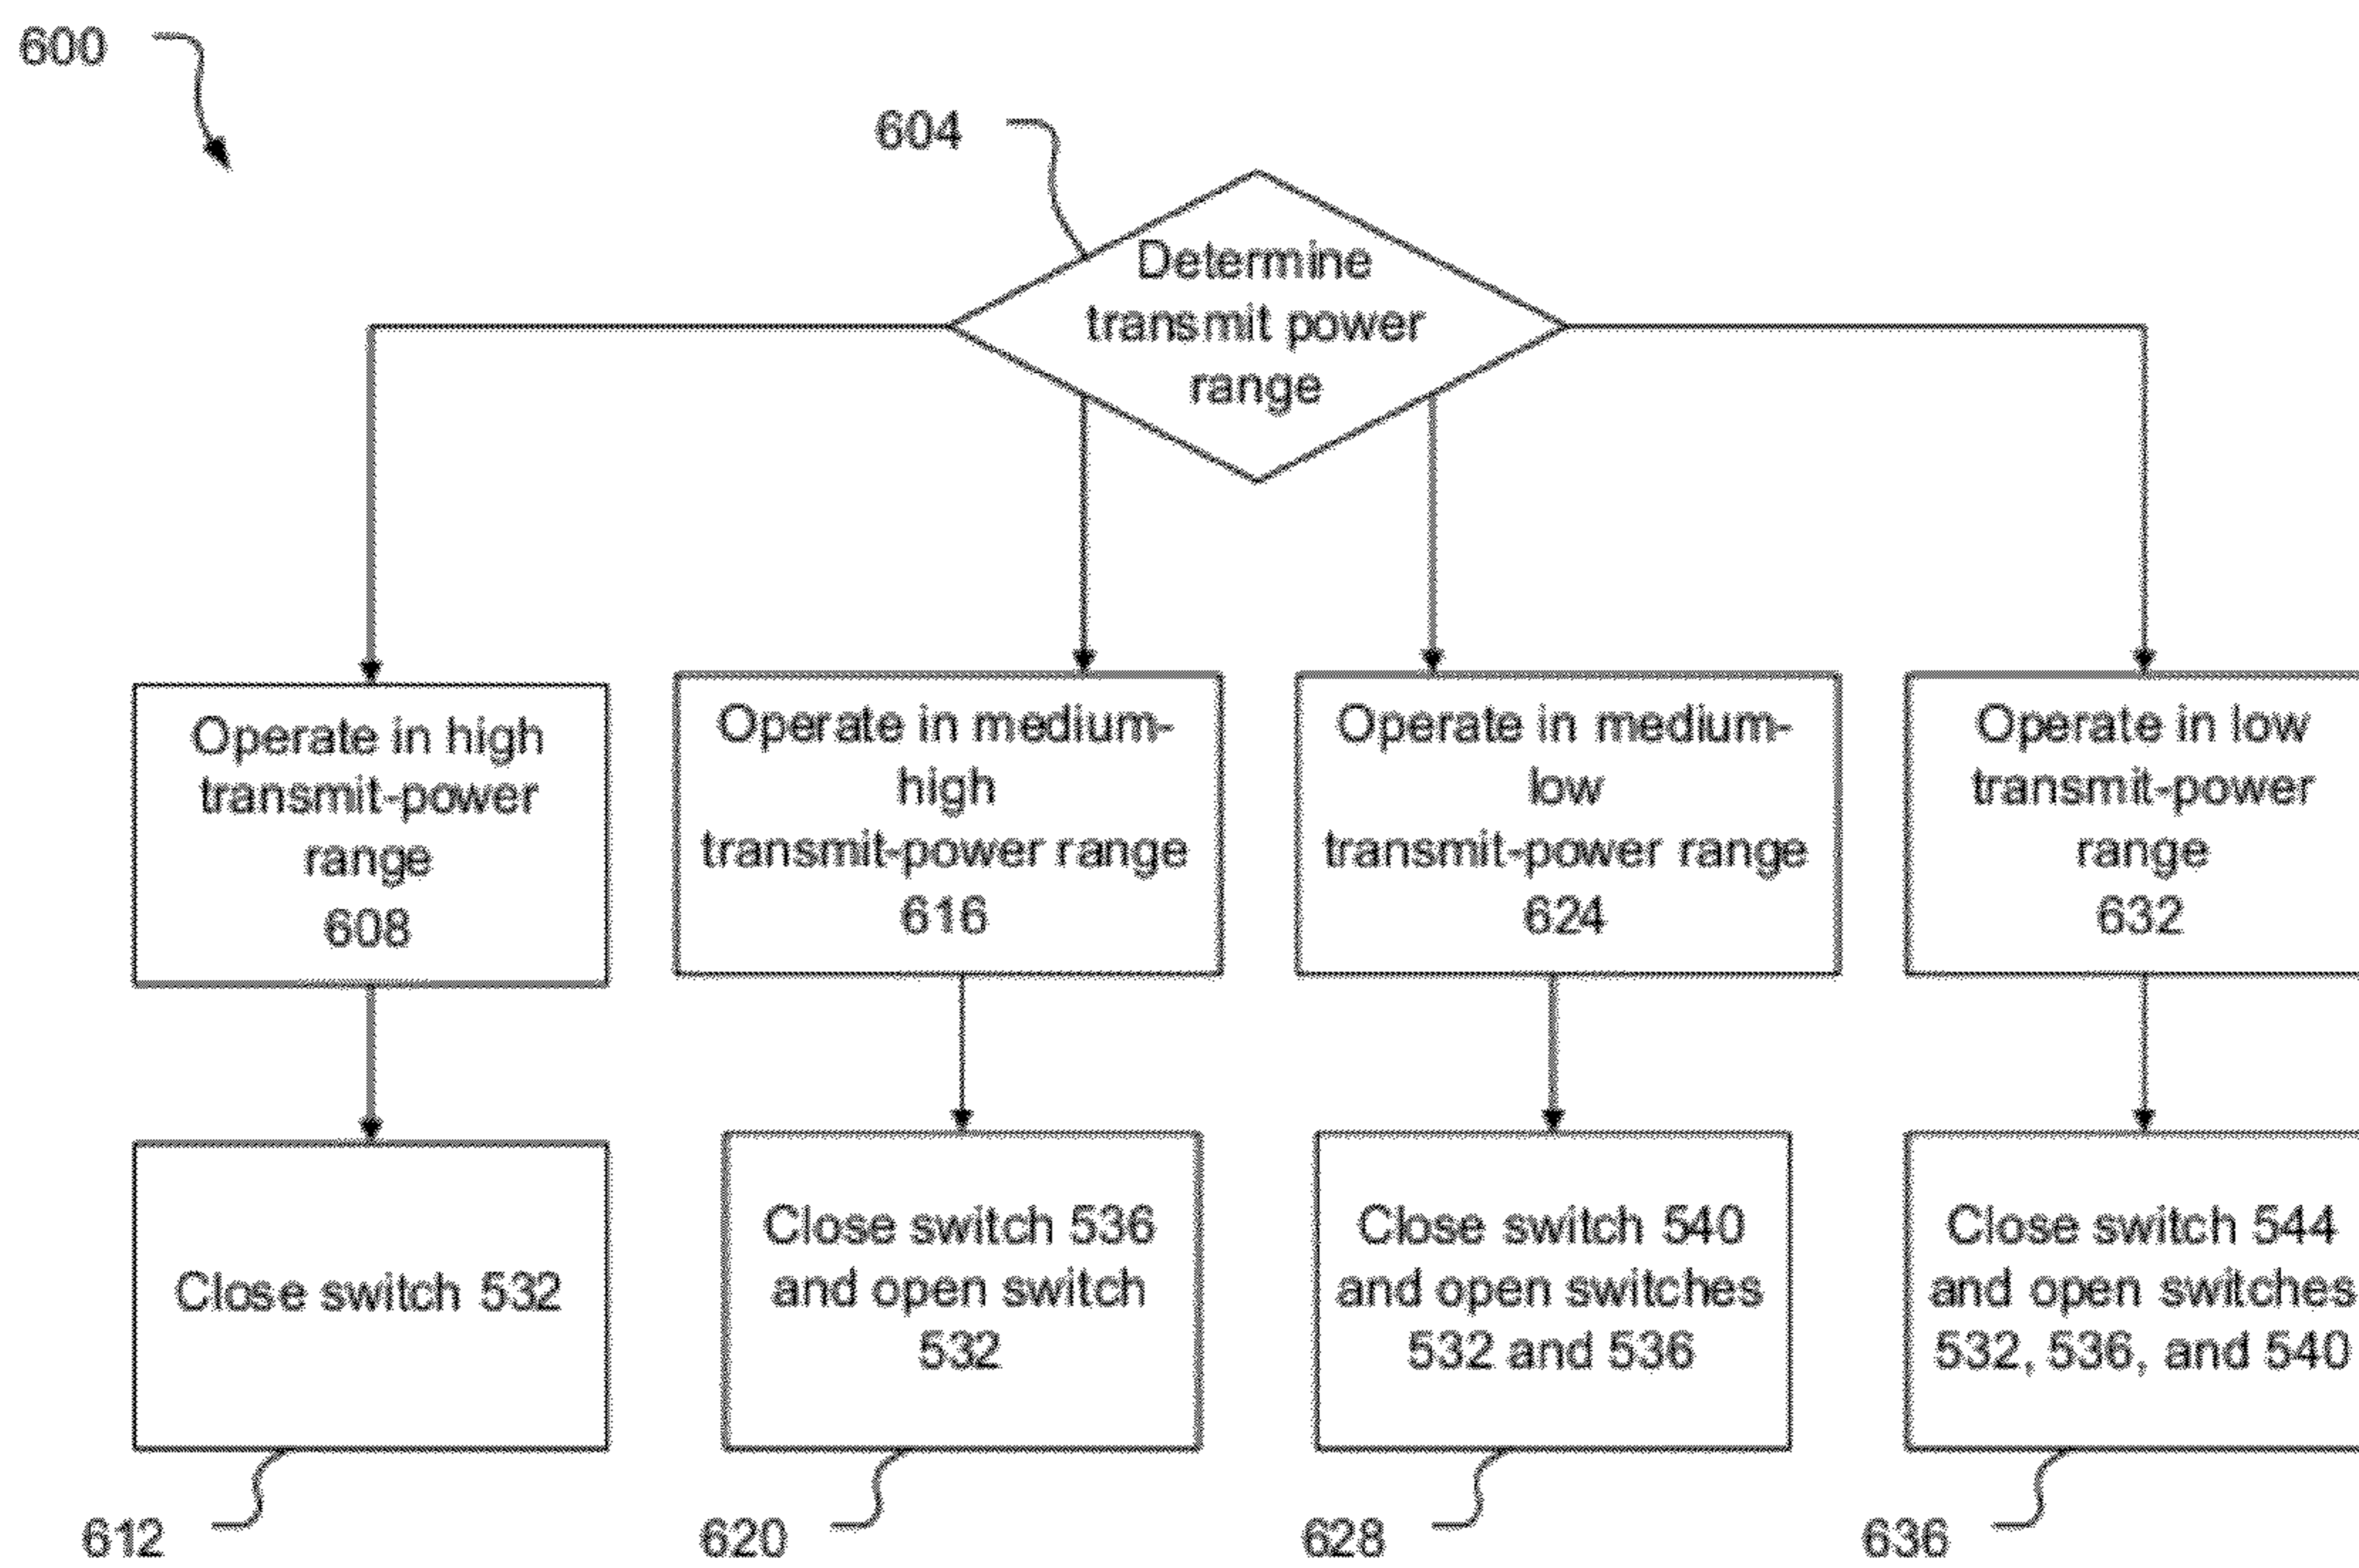 600
604
Determine
transmit power
range
Operate in high
transmit-power
range
608
Operate in medium-
high
transmit-power range
616
Operate in medium-
low
transmit-power range
624
Operate in low
transmit-power
range
632
Close switch 532
Close switch 536
and open switch
532
Close switch 540
and open switches
532 and 536
Close switch 544
and open switches
532, 536, and 540
612
620
628
636